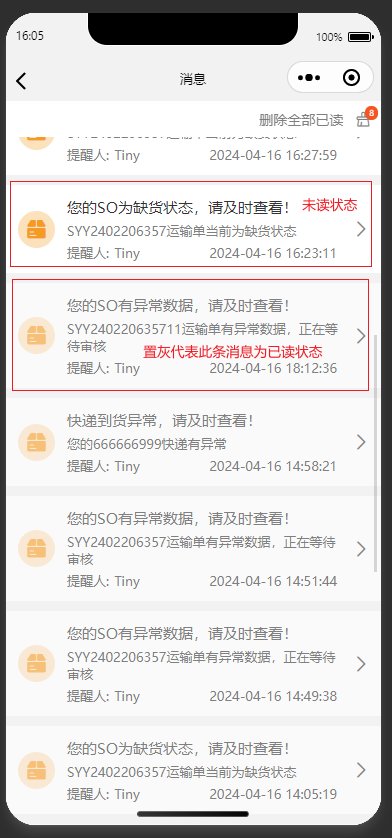 16:05
100%
消息
删除全部已读
8
提醒人: Tiny 2024-04-16 16:27:59
您的SO为缺货状态，请及时查看！
未读状态
SYY2402206357运输单当前为缺货状态
提醒人: Tiny 2024-04-16 16:23:11
您的SO有异常数据，请及时查看！
SYY240220635711运输单有异常数据，正在等
待审核
置灰代表此条消息为已读状态
提醒人: Tiny 2024-04-16 18:12:36
快递到货异常，请及时查看！
您的666666999快递有异常
提醒人: Tiny 2024-04-16 14:58:21
您的SO有异常数据，请及时查看！
SYY2402206357运输单有异常数据，正在等待
审核
提醒人: Tiny 2024-04-16 14:51:44
您的SO有异常数据，请及时查看！
SYY2402206357运输单有异常数据，正在等待
审核
提醒人: Tiny 2024-04-16 14:49:38
您的SO为缺货状态，请及时查看！
SYY2402206357运输单当前为缺货状态
提醒人: Tiny 2024-04-16 14:05:19